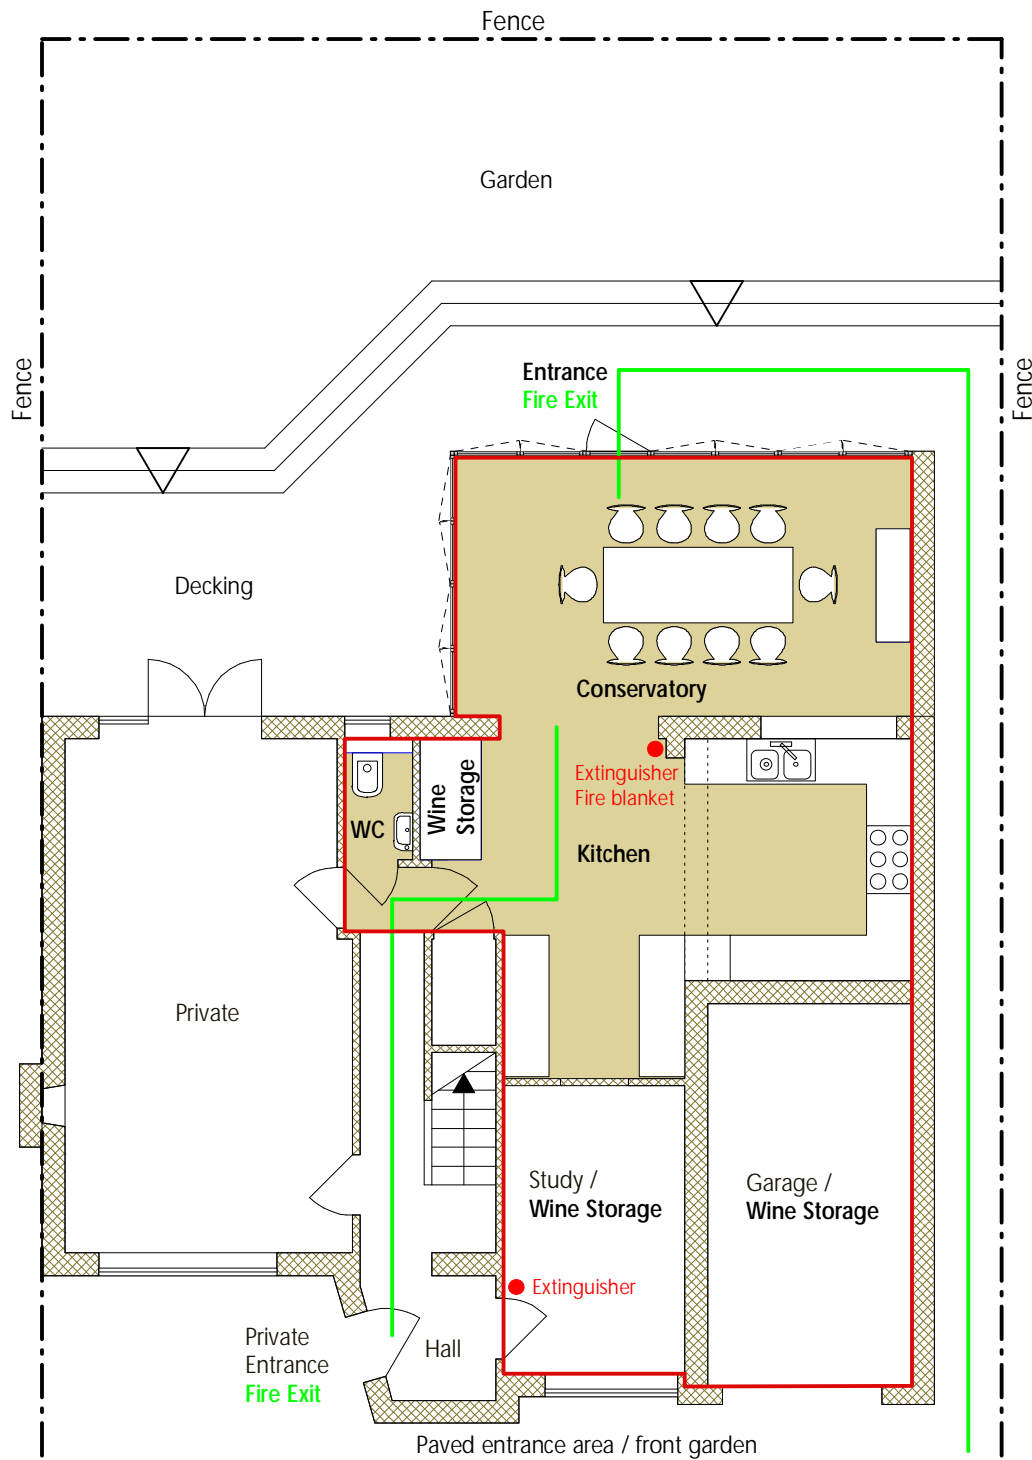 Fence
Garden
Fence
Fence
Entrance
Fire Exit
Decking
Conservatory
Extinguisher
Fire blanket
Wine
Storage
WC
Kitchen
Private
Study /
Wine Storage
Garage /
Wine Storage
Extinguisher
Private
Entrance
Fire Exit
Hall
Paved entrance area / front garden